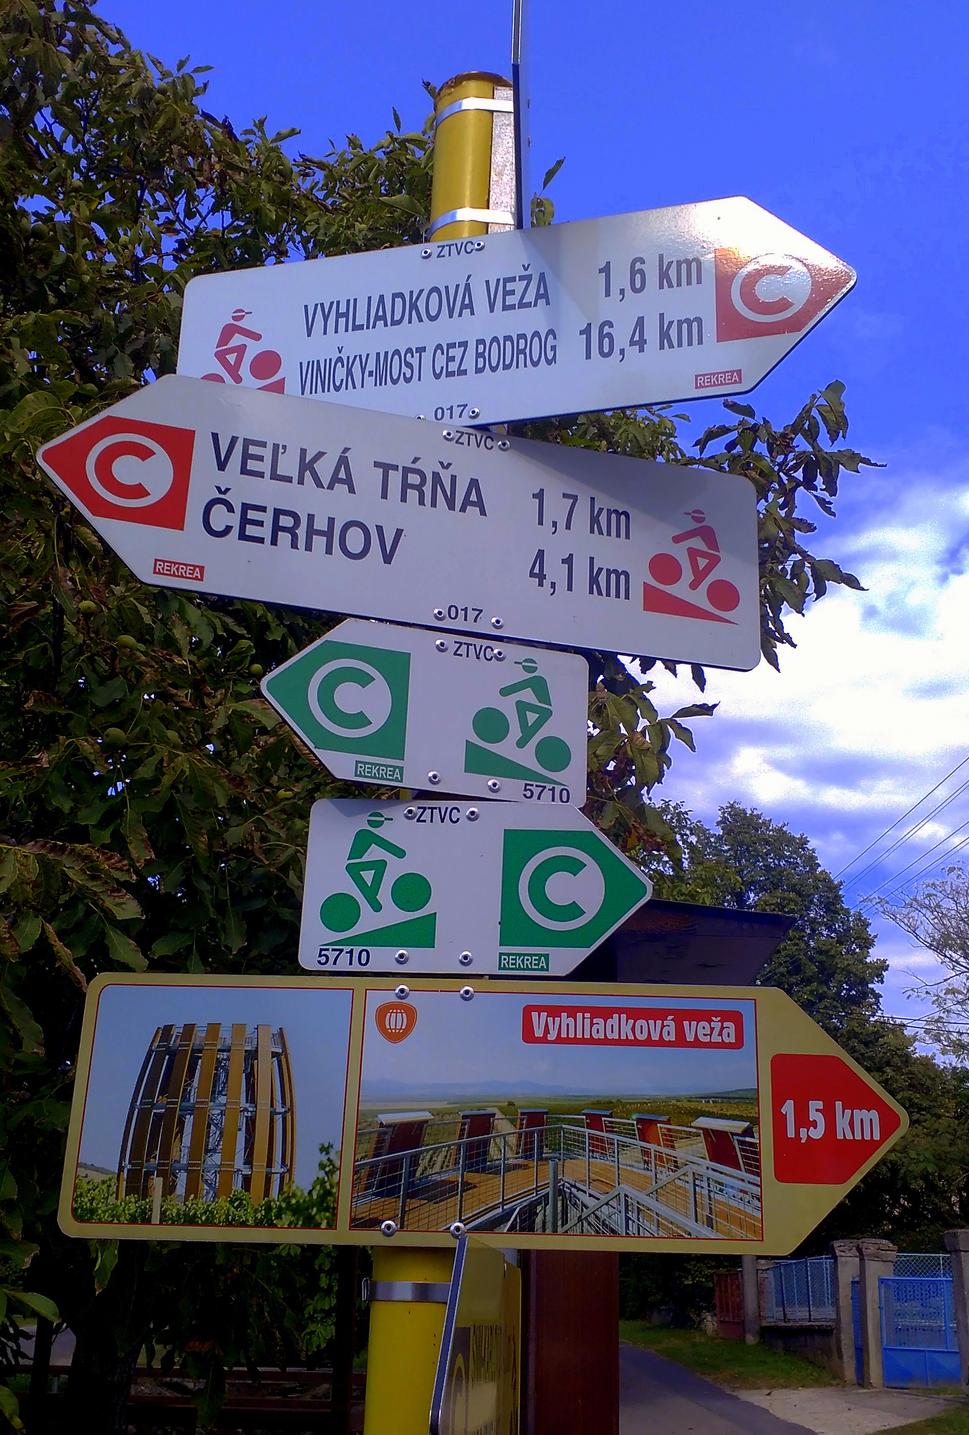 ZTVC
VYHLIADKOVÁ VEŽA 1,6 km
VINIČKY-MOST CEZ BODROG 16,4 km
C
REKREA
017
ZTVC
C
VEĽKÁ TŔŇA 1,7 km
ČERHOV 4,1 km
REKREA
017
ZTVC
C
REKREA
5710
ZTVC
C
5710
REKREA
Vyhliadková veža
1,5 km